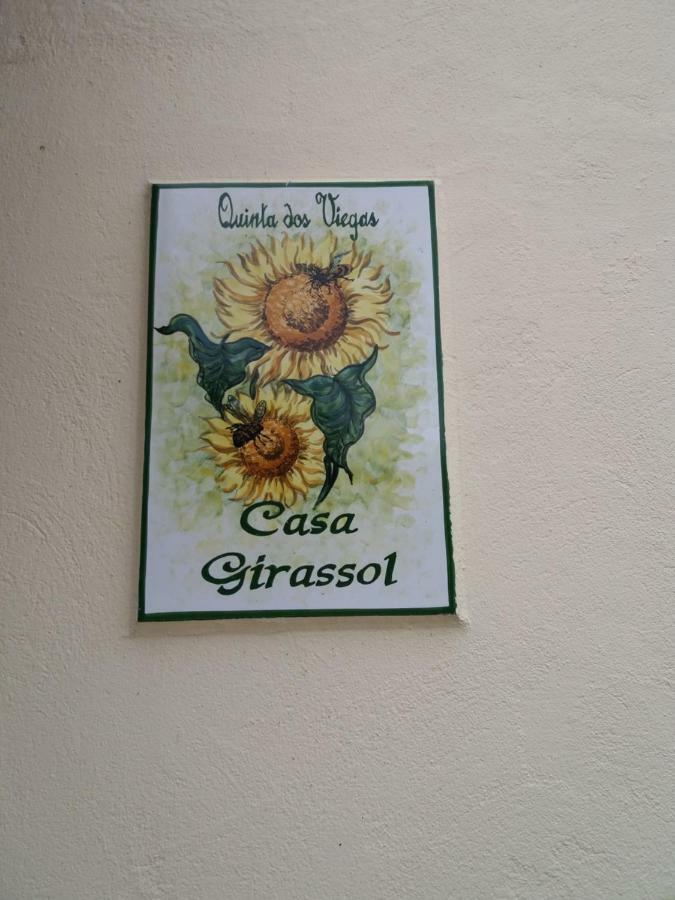 Quinta dos Viegas
Casa
Girassol